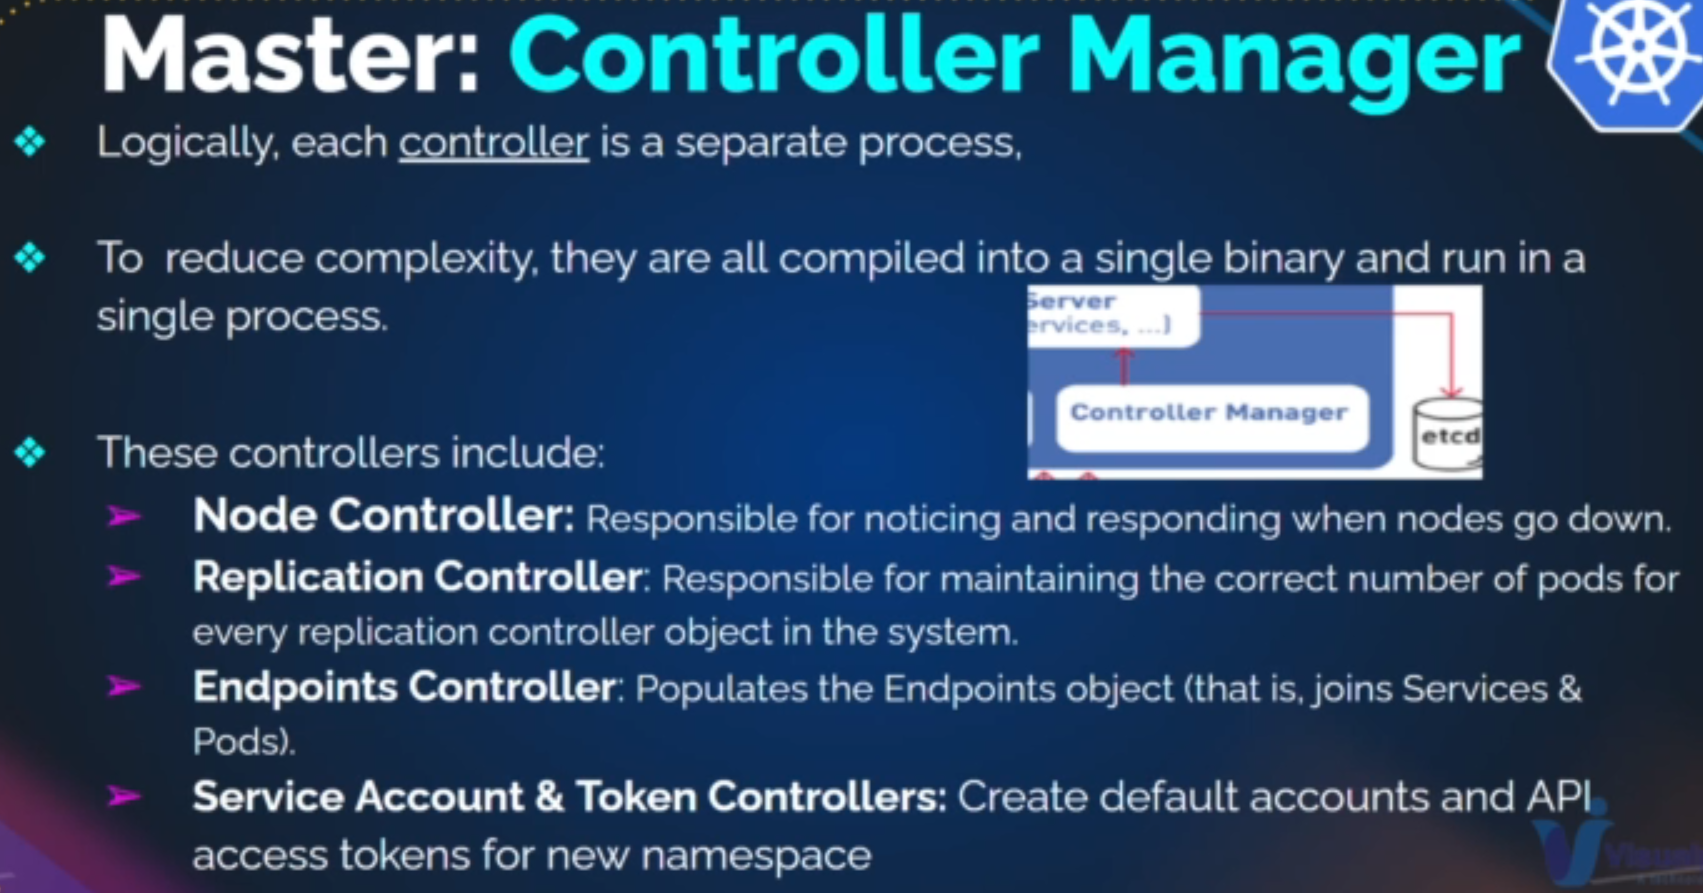 Master: Controller Manager
Logically, each controller is a separate process,
To reduce complexity, they are all compiled into a single binary and run in a
single process.
Server
ervices, ...)
Controller Manager
etcd
These controllers include:
Node Controller: Responsible for noticing and responding when nodes go down.
Replication Controller: Responsible for maintaining the correct number of pods for
every replication controller object in the system.
Endpoints Controller: Populates the Endpoints object (that is, joins Services &
Pods).
Service Account & Token Controllers: Create default accounts and API
access tokens for new namespace